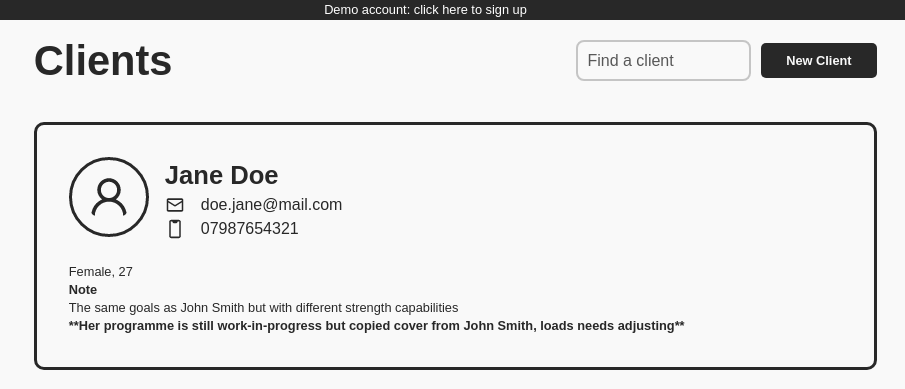 Demo account: click here to sign up
Clients
Find a client
New Client
Jane Doe
doe.jane@mail.com
07987654321
Female, 27
Note
The same goals as John Smith but with different strength capabilities
**Her programme is still work-in-progress but copied cover from John Smith, loads needs adjusting**